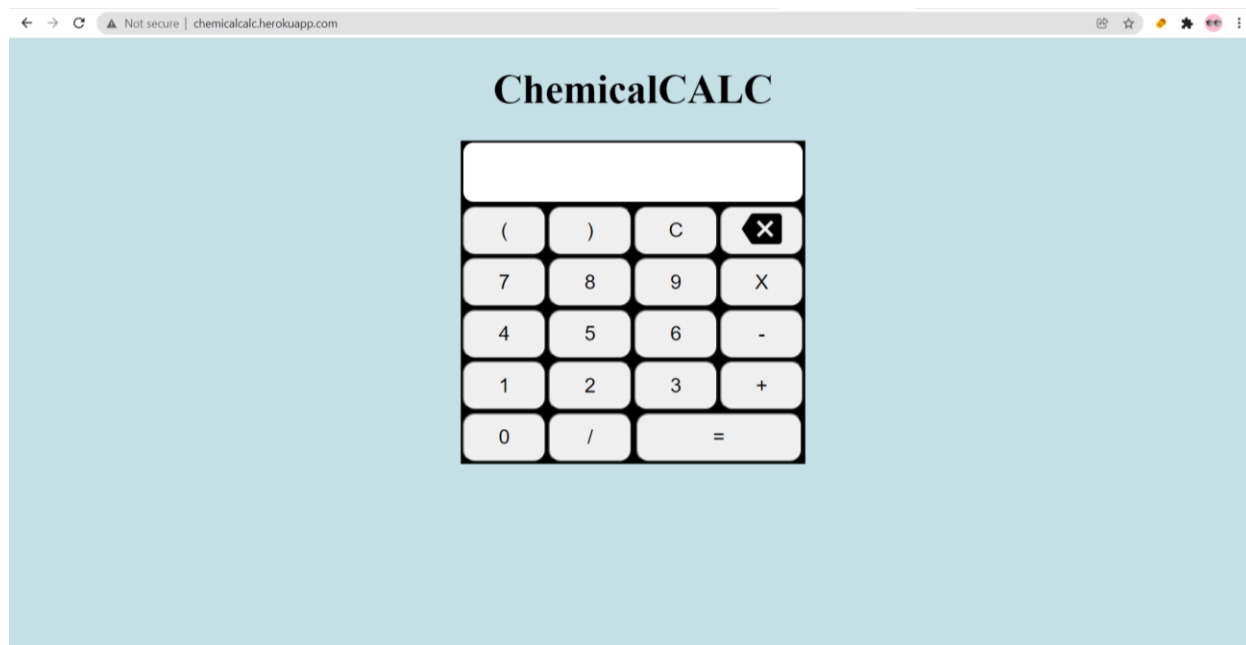 Not secure | chemicalcalc.herokuapp.com
ChemicalCALC
( ) C
7 8 9 X
4 5 6 -
1 2 3 +
0 / =